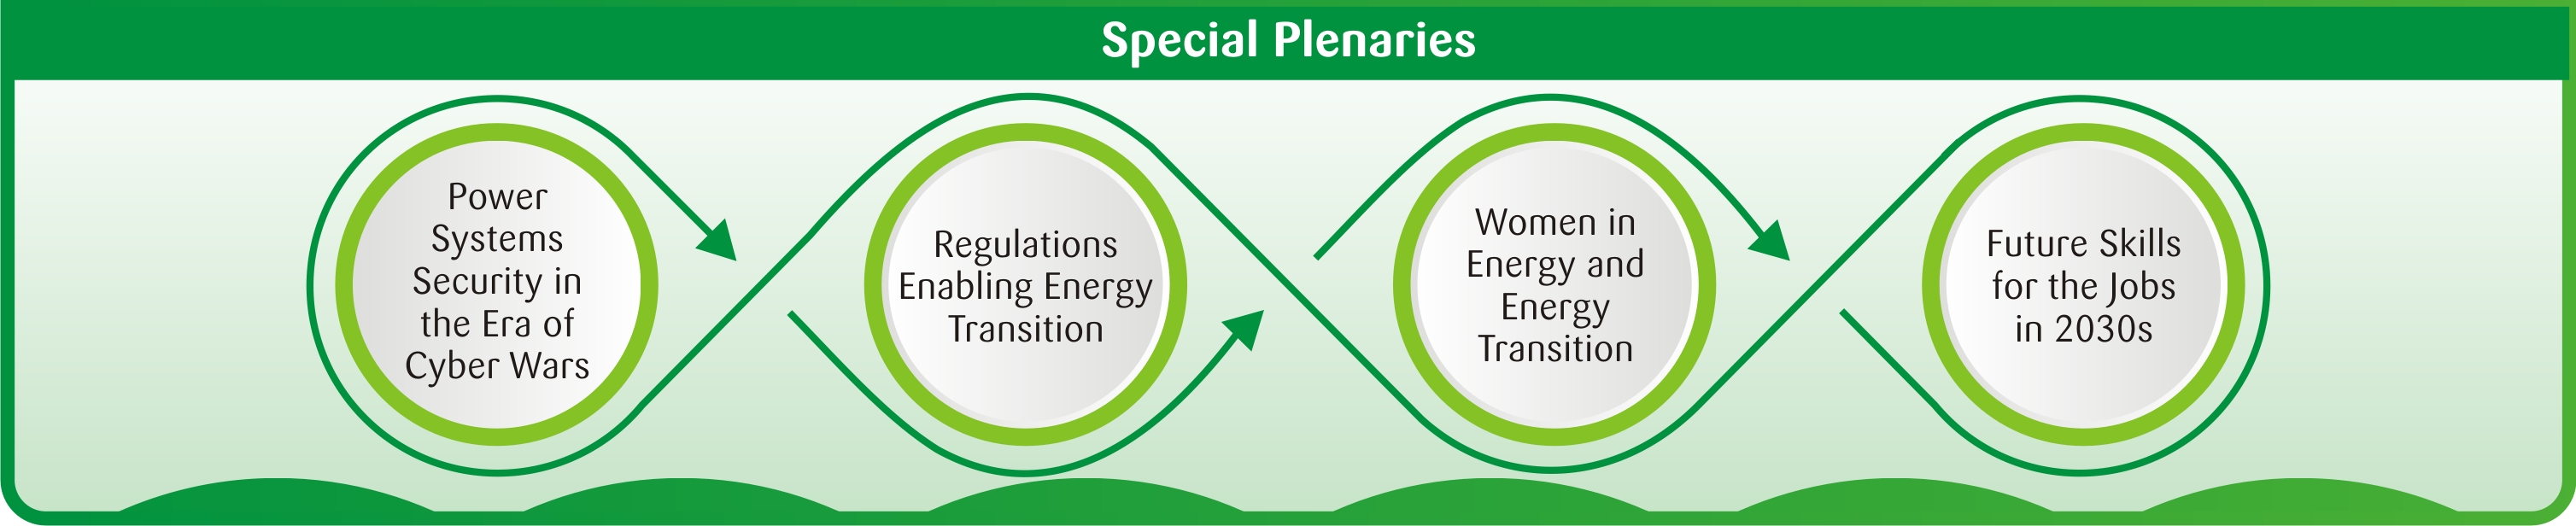 Special Plenaries
Power
Systems
Security in
the Era of
Cyber Wars
Regulations
Enabling Energy
Transition
Women in
Energy and
Energy
Transition
Future Skills
for the Jobs
in 2030s